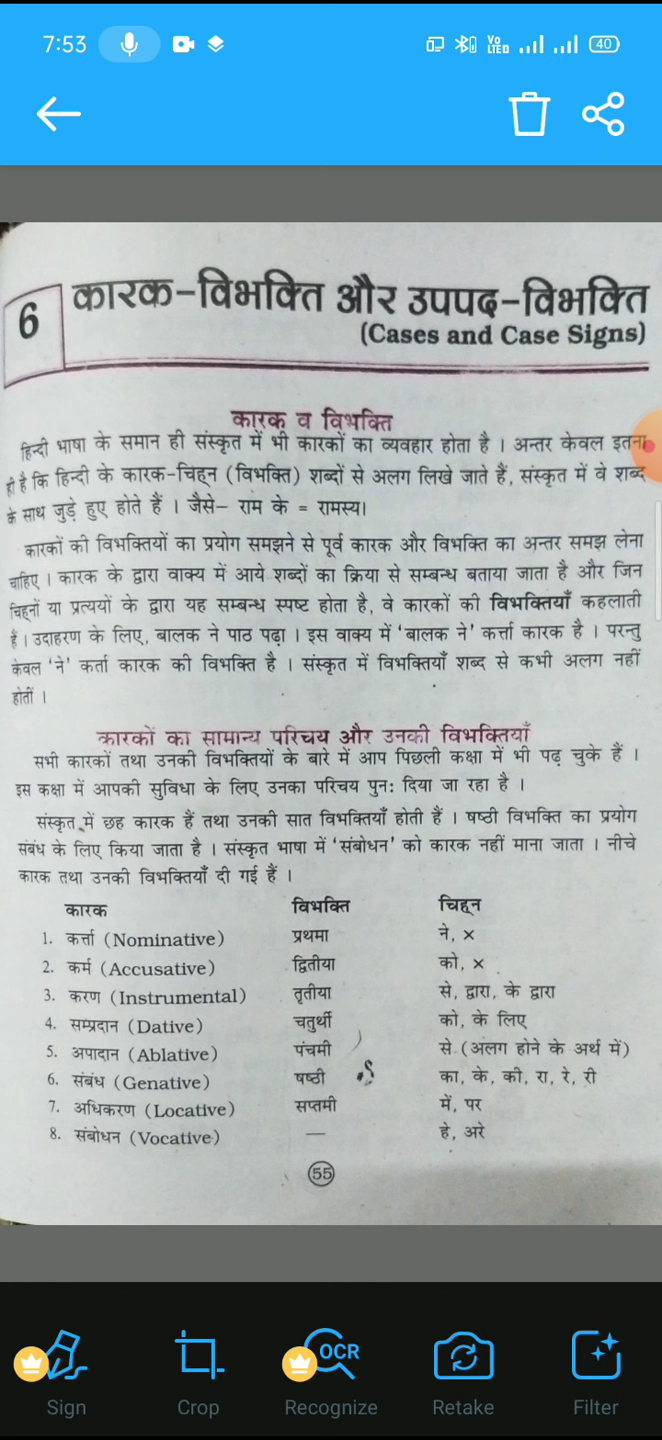 7:53
VO LTED
40
6
कारक-विभक्ति और उपपद-विभक्ति
(Cases and Case Signs)
कारक व विभक्ति
हिन्दी भाषा के समान ही संस्कृत में भी कारकों का व्यवहार होता है । अन्तर केवल इतना
ही है कि हिन्दी के कारक-चिह्न (विभक्ति) शब्दों से अलग लिखे जाते हैं, संस्कृत में वे शब्द
के साथ जुड़े हुए होते हैं । जैसे– राम के = रामस्य।
कारकों की विभक्तियों का प्रयोग समझने से पूर्व कारक और विभक्ति का अन्तर समझ लेना
चाहिए । कारक के द्वारा वाक्य में आये शब्दों का क्रिया से सम्बन्ध बताया जाता है और जिन
चिह्नों या प्रत्ययों के द्वारा यह सम्बन्ध स्पष्ट होता है, वे कारकों की विभक्तियाँ कहलाती
है । उदाहरण के लिए, बालक ने पाठ पढ़ा । इस वाक्य में 'बालक ने' कर्त्ता कारक है । परन्तु
केवल 'ने' कर्ता कारक की विभक्ति है । संस्कृत में विभक्तियाँ शब्द से कभी अलग नहीं
होतीं ।
कारकों का सामान्य परिचय और उनकी विभक्तियाँ
सभी कारकों तथा उनकी विभक्तियों के बारे में आप पिछली कक्षा में भी पढ़ चुके हैं ।
इस कक्षा में आपकी सुविधा के लिए उनका परिचय पुनः दिया जा रहा है ।
संस्कृत में छह कारक हैं तथा उनकी सात विभक्तियाँ होती हैं । षष्ठी विभक्ति का प्रयोग
संबंध के लिए किया जाता है । संस्कृत भाषा में 'संबोधन' को कारक नहीं माना जाता । नीचे
कारक तथा उनकी विभक्तियाँ दी गई हैं ।
कारक विभक्ति चिह्न
1. कर्त्ता (Nominative) प्रथमा ने, ×
2. कर्म (Accusative) द्वितीया को, ×
3. करण (Instrumental) तृतीया से, द्वारा, के द्वारा
4. सम्प्रदान (Dative) चतुर्थी को, के लिए
5. अपादान (Ablative) पंचमी से (अलग होने के अर्थ में)
6. संबंध (Genative) षष्ठी का, के, की, रा, रे, री
7. अधिकरण (Locative) सप्तमी में, पर
8. संबोधन (Vocative) — हे, अरे
55
OCR
Sign Crop Recognize Retake Filter